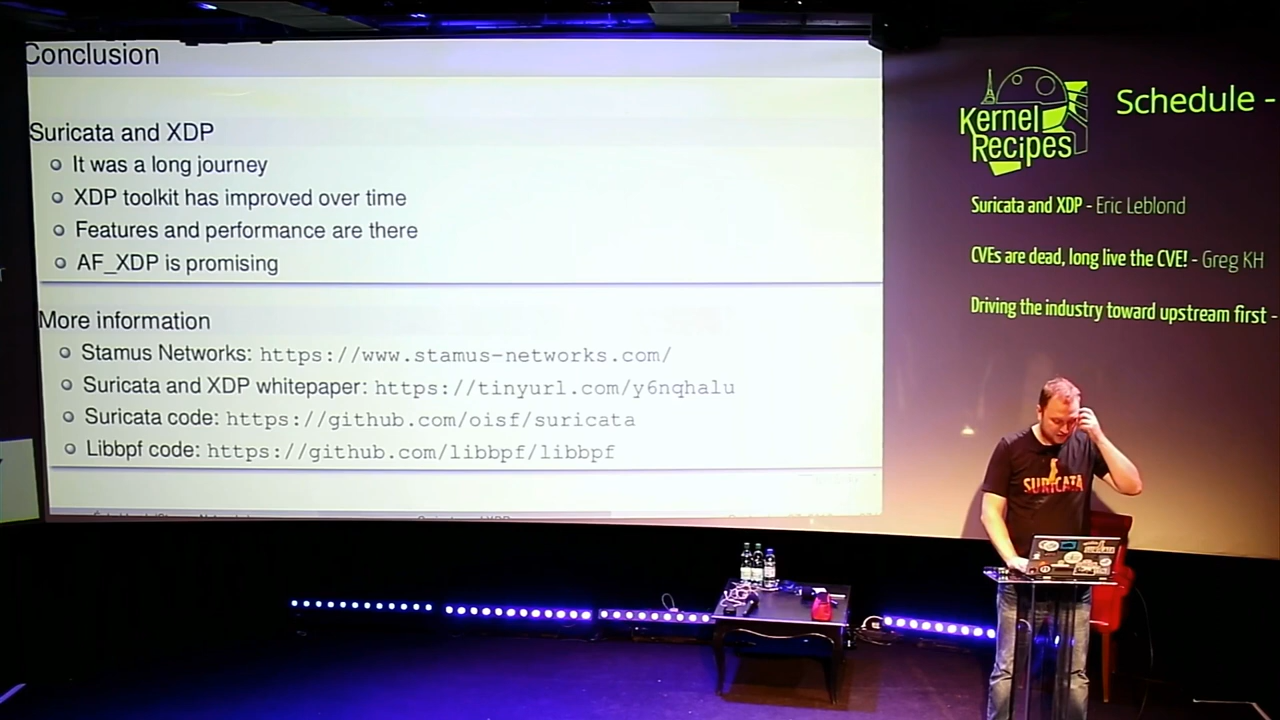 Conclusion
Suricata and XDP
It was a long journey
XDP toolkit has improved over time
Features and performance are there
AF_XDP is promising
More information
Stamus Networks: https://www.stamus-networks.com/
Suricata and XDP whitepaper: https://tinyurl.com/y6nqhalu
Suricata code: https://github.com/oisf/suricata
Libbpf code: https://github.com/libbpf/libbpf
Kernel
Recipes
Schedule -
Suricata and XDP - Eric Leblond
CVEs are dead, long live the CVE! - Greg KH
Driving the industry toward upstream first -
SURICATA